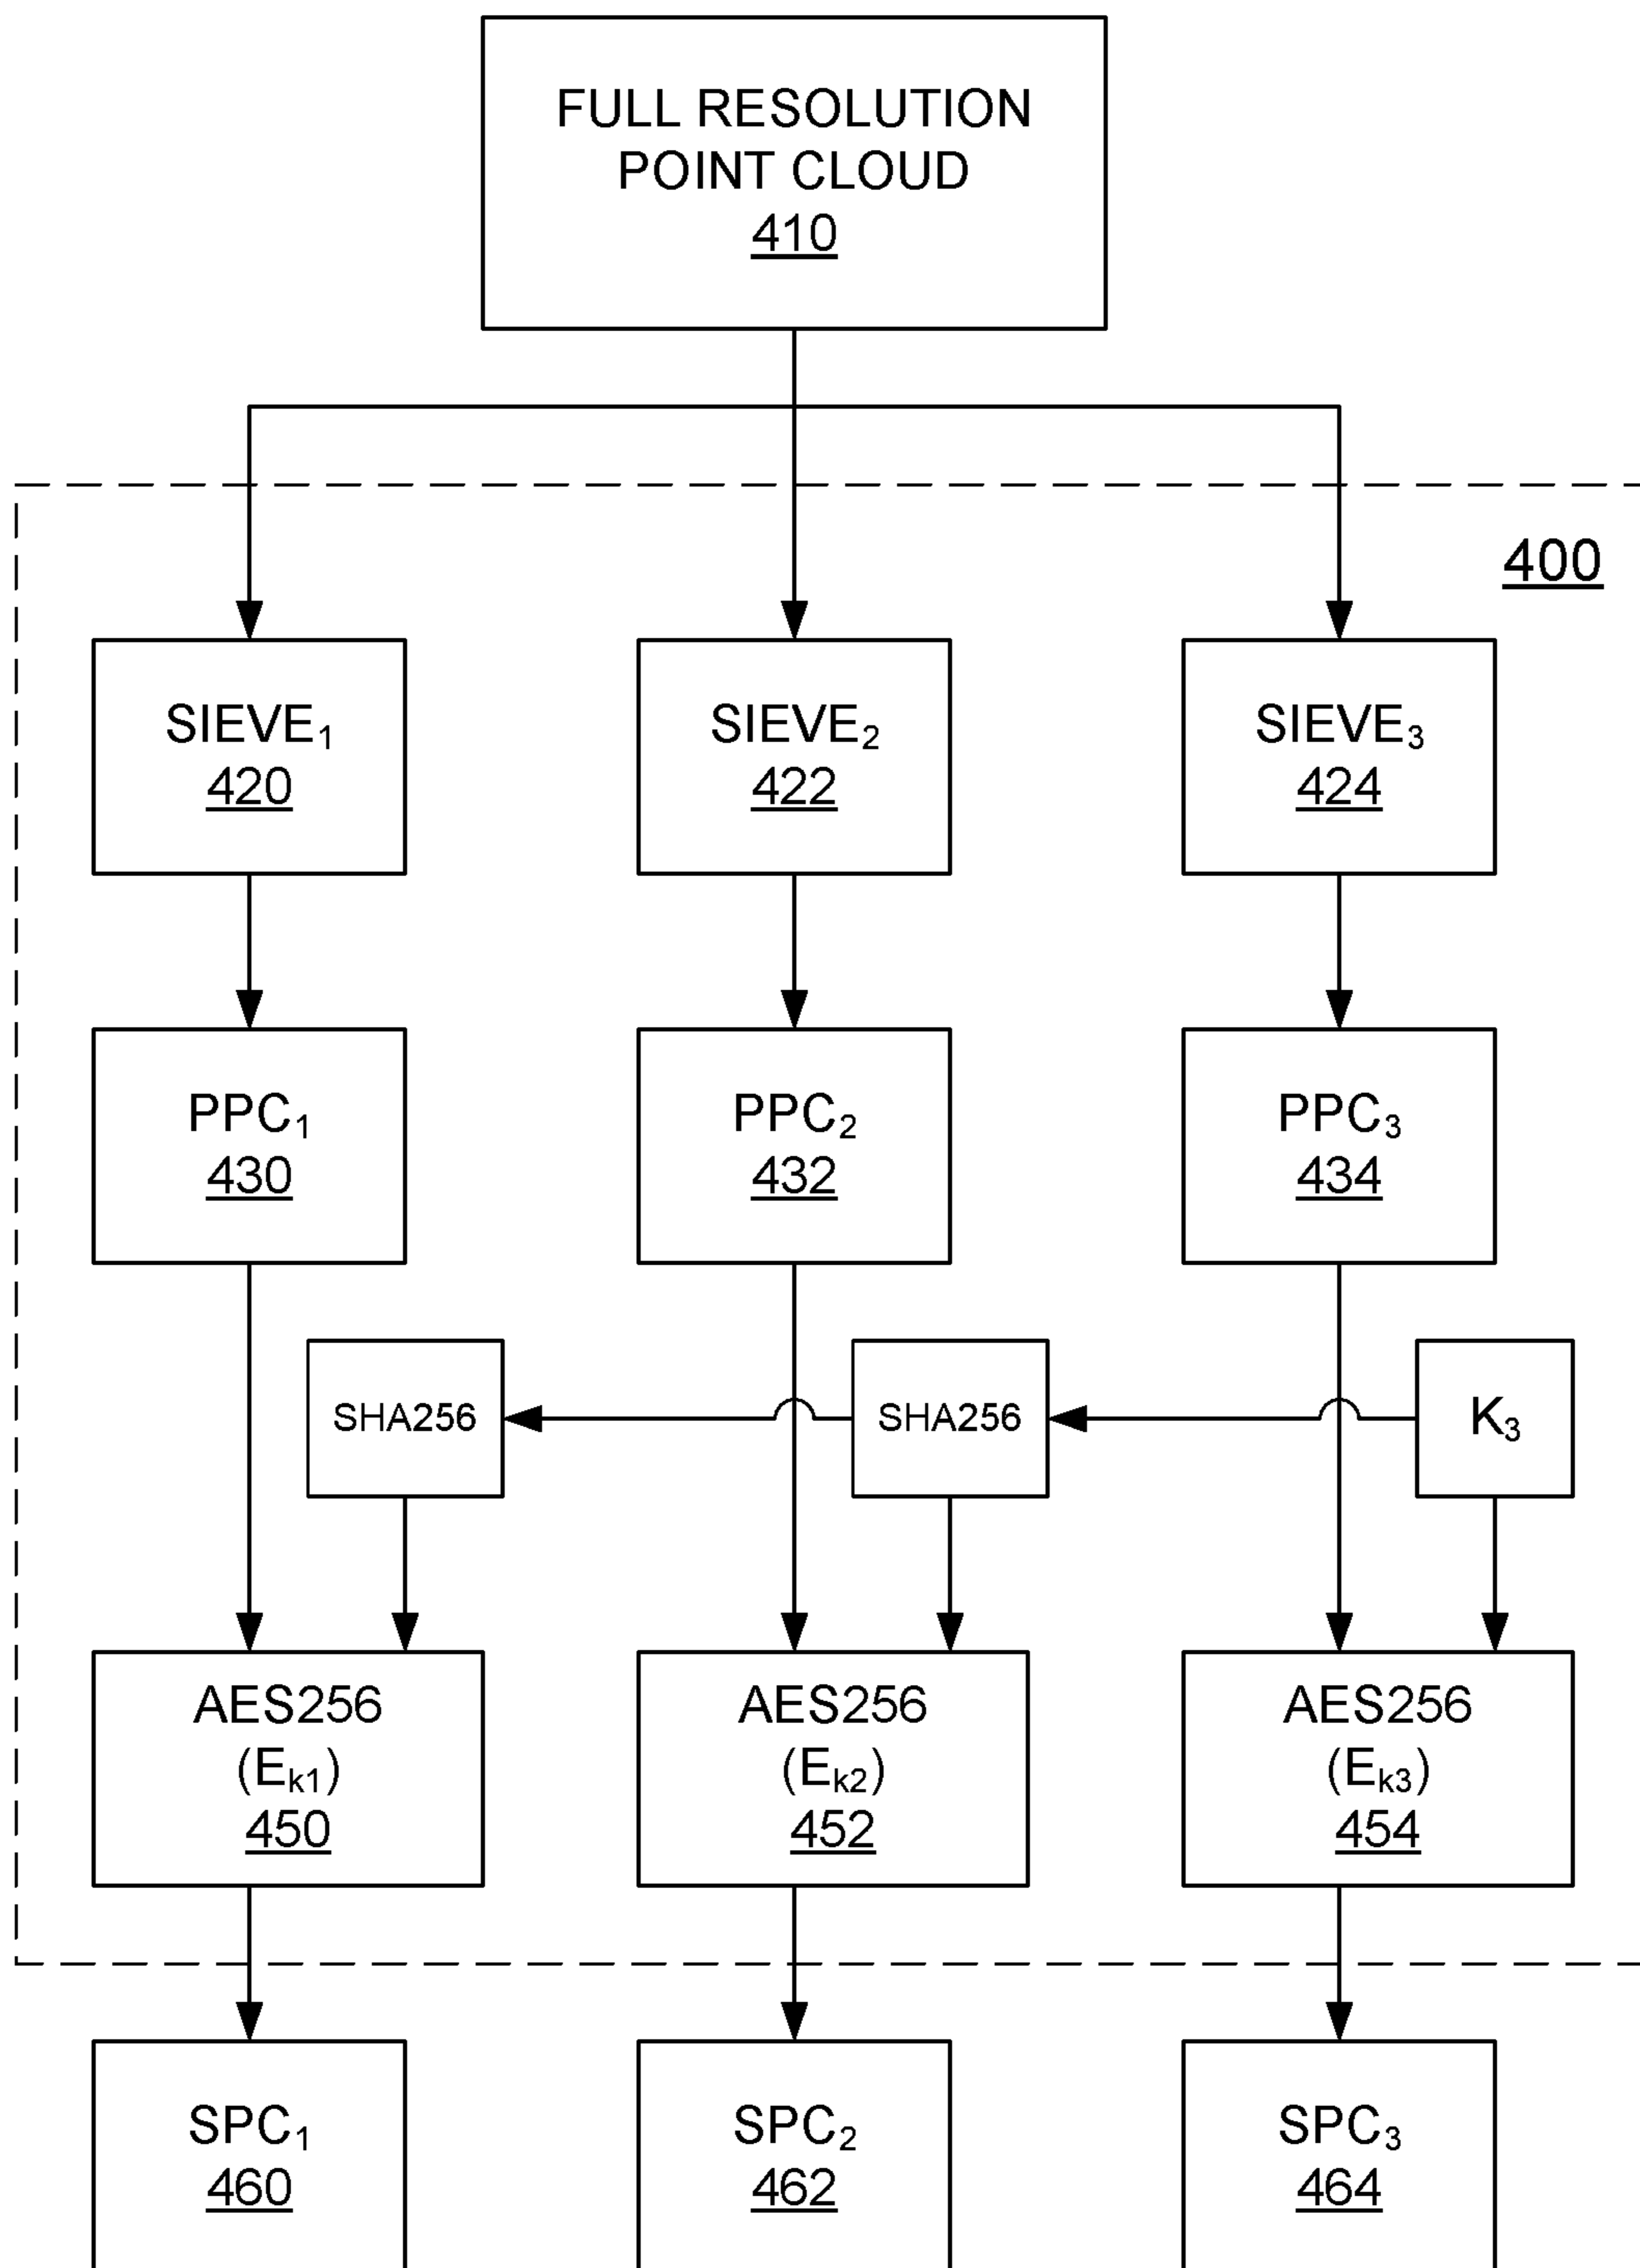 FULL RESOLUTION
POINT CLOUD
410
400
SIEVE₁
420
SIEVE₂
422
SIEVE₃
424
PPC₁
430
PPC₂
432
PPC₃
434
SHA256
SHA256
K₃
AES256
(Eₖ₁)
450
AES256
(Eₖ₂)
452
AES256
(Eₖ₃)
454
SPC₁
460
SPC₂
462
SPC₃
464